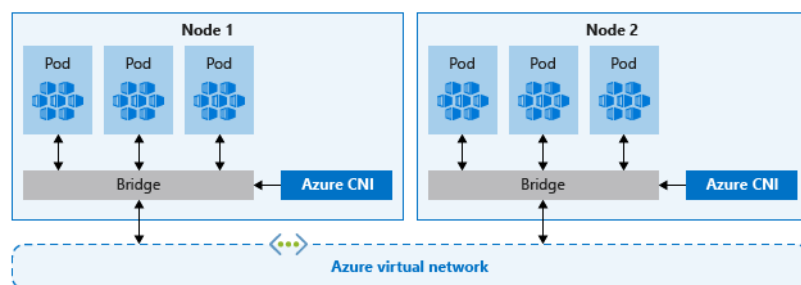 Node 1
Pod
Pod
Pod
Bridge
Azure CNI
Node 2
Pod
Pod
Pod
Bridge
Azure CNI
Azure virtual network